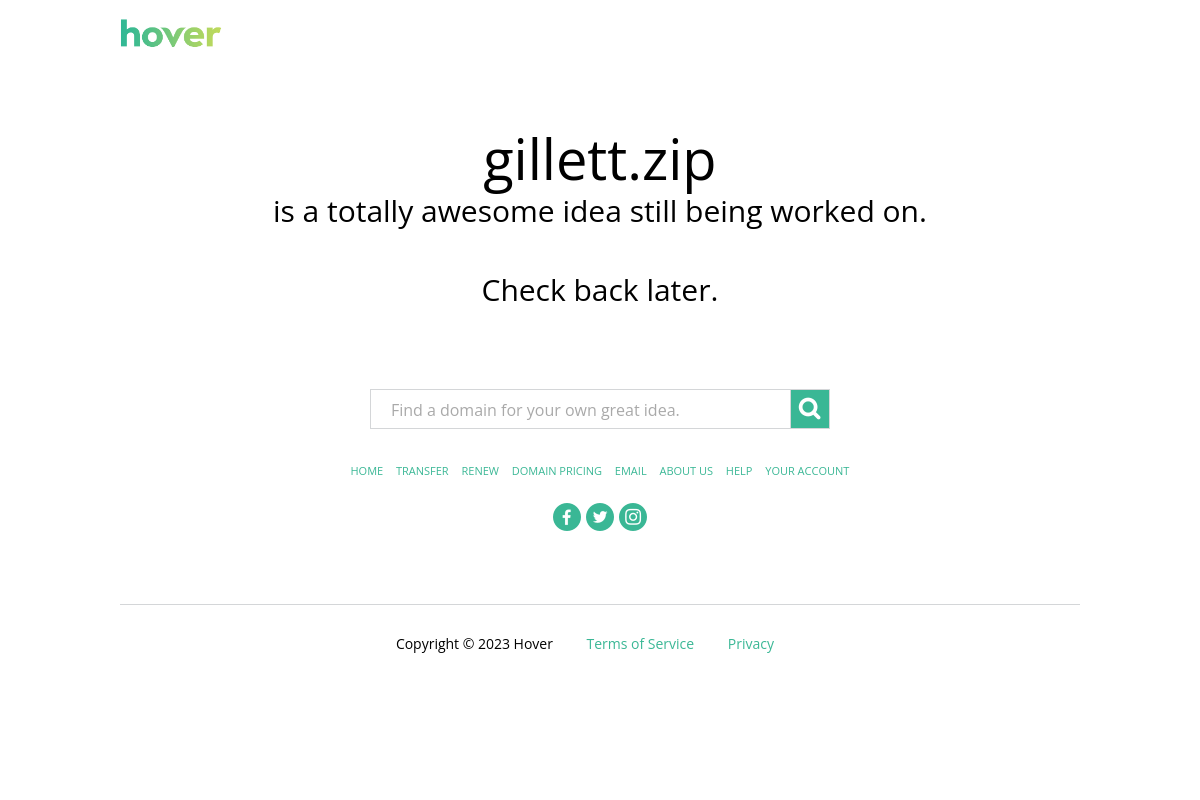 hover
gillett.zip
is a totally awesome idea still being worked on.
Check back later.
Find a domain for your own great idea.
HOME TRANSFER RENEW DOMAIN PRICING EMAIL ABOUT US HELP YOUR ACCOUNT
Copyright © 2023 Hover Terms of Service Privacy